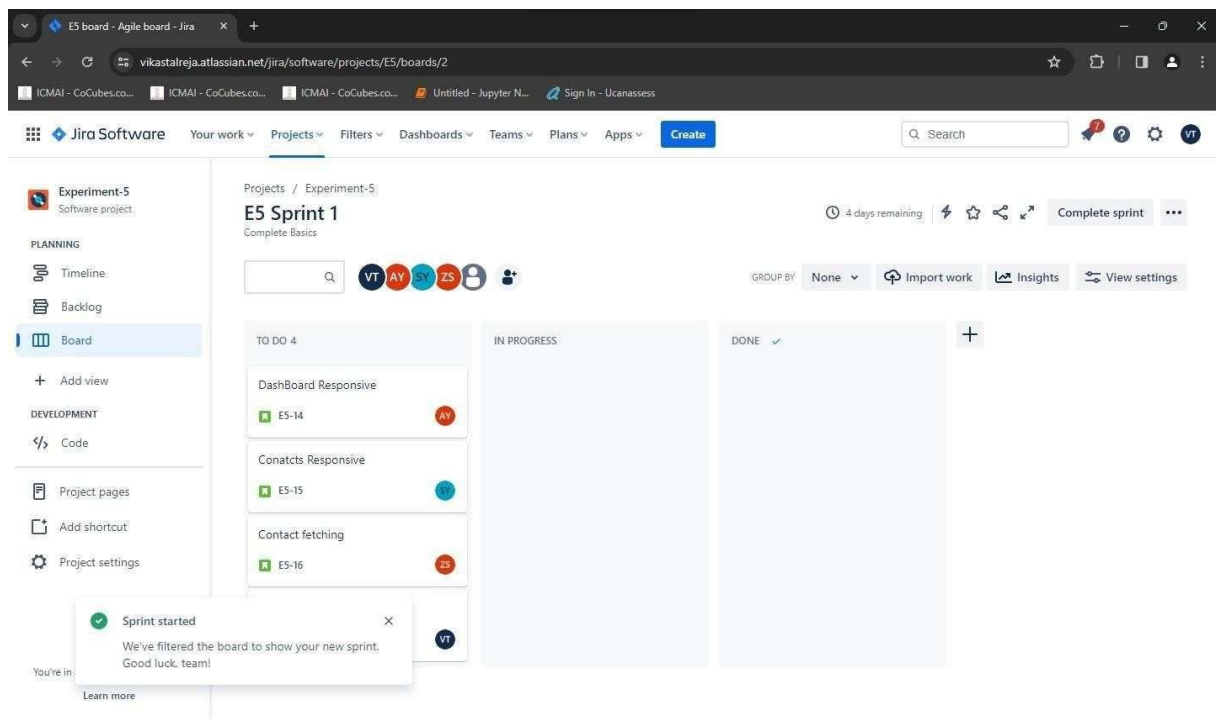 E5 board - Agile board - Jira
vikastalreja.atlassian.net/jira/software/projects/E5/boards/2
ICMAI - CoCubes.co... ICMAI - CoCubes.co... ICMAI - CoCubes.co... Untitled - Jupyter N... Sign In - Ucanassess
Jira Software Your work Projects Filters Dashboards Teams Plans Apps Create Search 7 VT
Experiment-5
Software project
PLANNING
Timeline
Backlog
Board
+ Add view
DEVELOPMENT
Code
Project pages
Add shortcut
Project settings
You're in
Learn more
Projects / Experiment-5
E5 Sprint 1
Complete Basics
4 days remaining Complete sprint
VT AY SY ZS
GROUP BY None Import work Insights View settings
TO DO 4
DashBoard Responsive
E5-14 AY
Conatcts Responsive
E5-15 SY
Contact fetching
E5-16 ZS
VT
IN PROGRESS
DONE
Sprint started
We've filtered the board to show your new sprint.
Good luck, team!